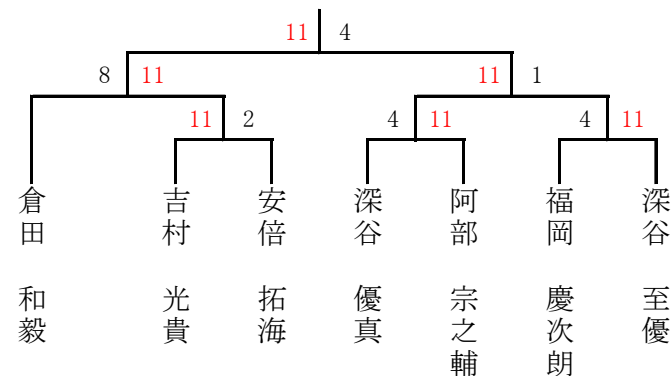 11 4
8 11 11 1
11 2 4 11 4 11
倉田 和毅
吉村 光貴
安倍 拓海
深谷 優真
阿部 宗之輔
福岡 慶次朗
深谷 至優